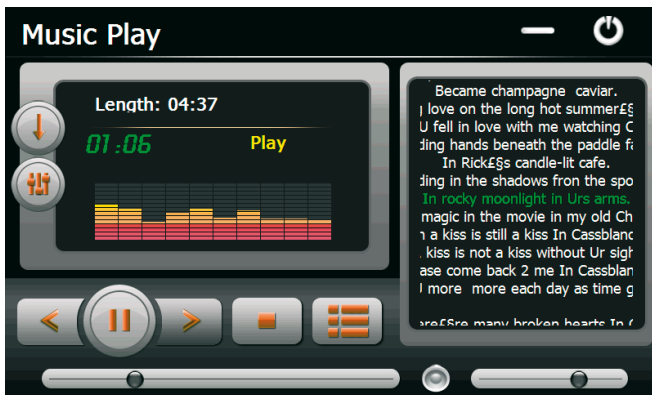 Music Play
Length: 04:37
01:06
Play
Became champagne caviar.
love on the long hot summer£§
U fell in love with me watching C
ding hands beneath the paddle fa
In Rick£§s candle-lit cafe.
ding in the shadows fron the spo
In rocky moonlight in Urs arms.
magic in the movie in my old Ch
a kiss is still a kiss In Cassblanc
kiss is not a kiss without Ur sigh
ase come back 2 me In Cassblan
more more each day as time g
ere£§re many broken hearts In